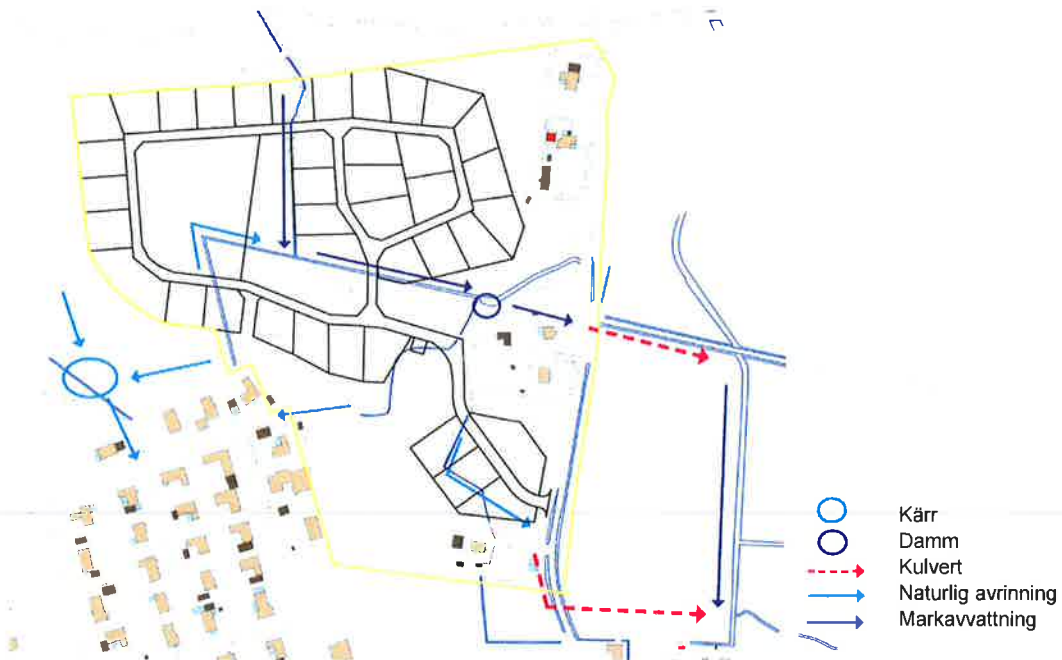 Kärr
Damm
Kulvert
Naturlig avrinning
Markavvattning